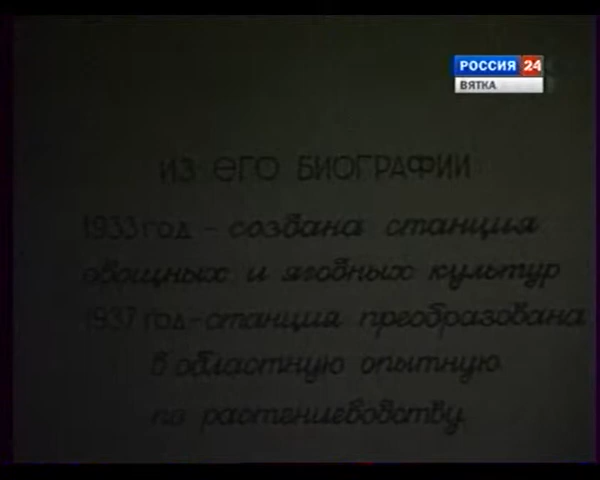 РОССИЯ 24
ВЯТКА
ИЗ ЕГО БИОГРАФИИ
1933 год – создана станция
овощных и ягодных культур
1937 год – станция преобразована
в областную опытную
по растениеводству